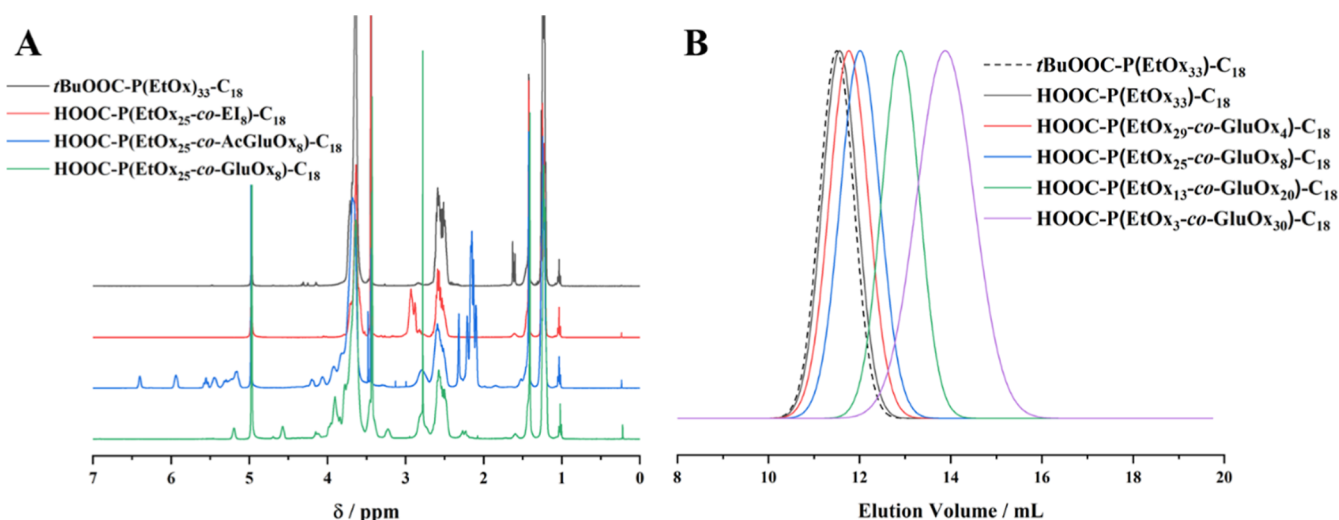 A
tBuOOC-P(EtOx)₃₃-C₁₈
HOOC-P(EtOx₂₅-co-EI₈)-C₁₈
HOOC-P(EtOx₂₅-co-AcGluOx₈)-C₁₈
HOOC-P(EtOx₂₅-co-GluOx₈)-C₁₈
7 6 5 4 3 2 1 0
δ / ppm
B
tBuOOC-P(EtOx₃₃)-C₁₈
HOOC-P(EtOx₃₃)-C₁₈
HOOC-P(EtOx₂₉-co-GluOx₄)-C₁₈
HOOC-P(EtOx₂₅-co-GluOx₈)-C₁₈
HOOC-P(EtOx₁₃-co-GluOx₂₀)-C₁₈
HOOC-P(EtOx₃-co-GluOx₃₀)-C₁₈
8 10 12 14 16 18 20
Elution Volume / mL